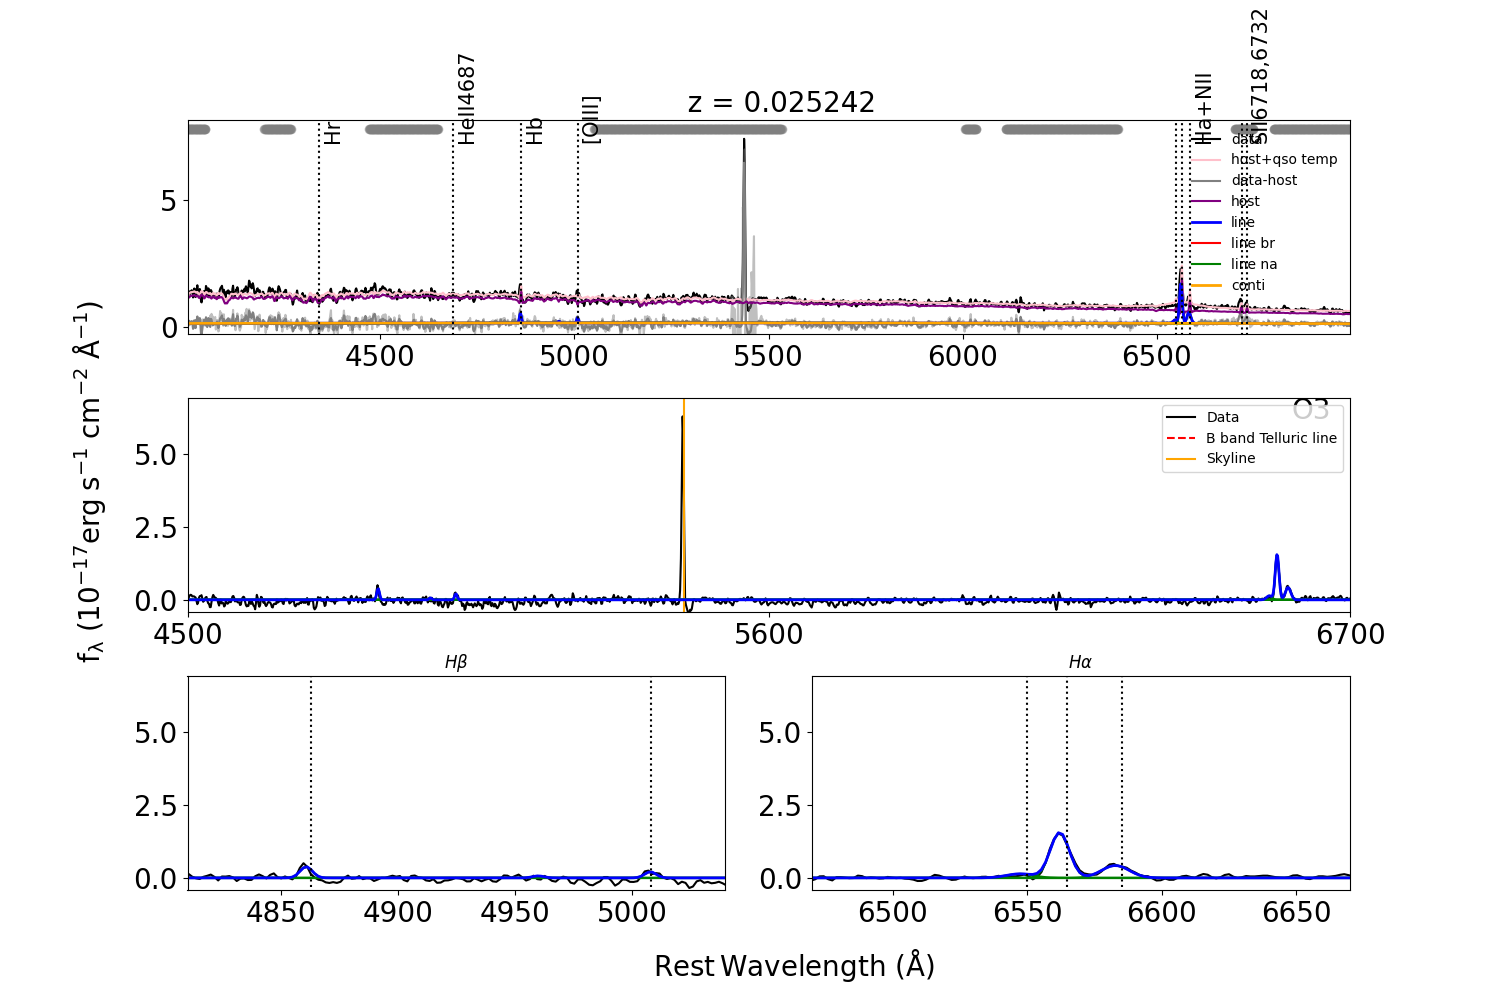 z = 0.025242
Hr
HeII4687
Hb
[OIII]
Ha+NII
SII6718,6732
data
host+qso temp
data-host
host
line
line br
line na
conti
5
0
4500 5000 5500 6000 6500
fλ (10⁻¹⁷erg s⁻¹ cm⁻² Å⁻¹)
O3
Data
B band Telluric line
Skyline
5.0
2.5
0.0
4500 5600 6700
Hβ
5.0
2.5
0.0
4850 4900 4950 5000
Hα
5.0
2.5
0.0
6500 6550 6600 6650
Rest Wavelength (Å)